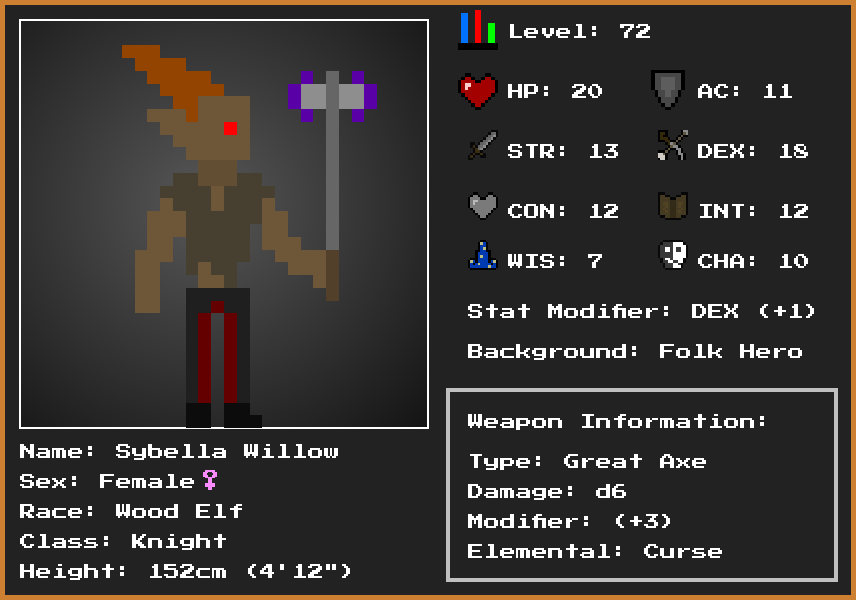 Level: 72
HP: 20
AC: 11
STR: 13
DEX: 18
CON: 12
INT: 12
WIS: 7
CHA: 10
Stat Modifier: DEX (+1)
Background: Folk Hero
Weapon Information:
Type: Great Axe
Damage: d6
Modifier: (+3)
Elemental: Curse
Name: Sybella Willow
Sex: Female♀
Race: Wood Elf
Class: Knight
Height: 152cm (4'12")